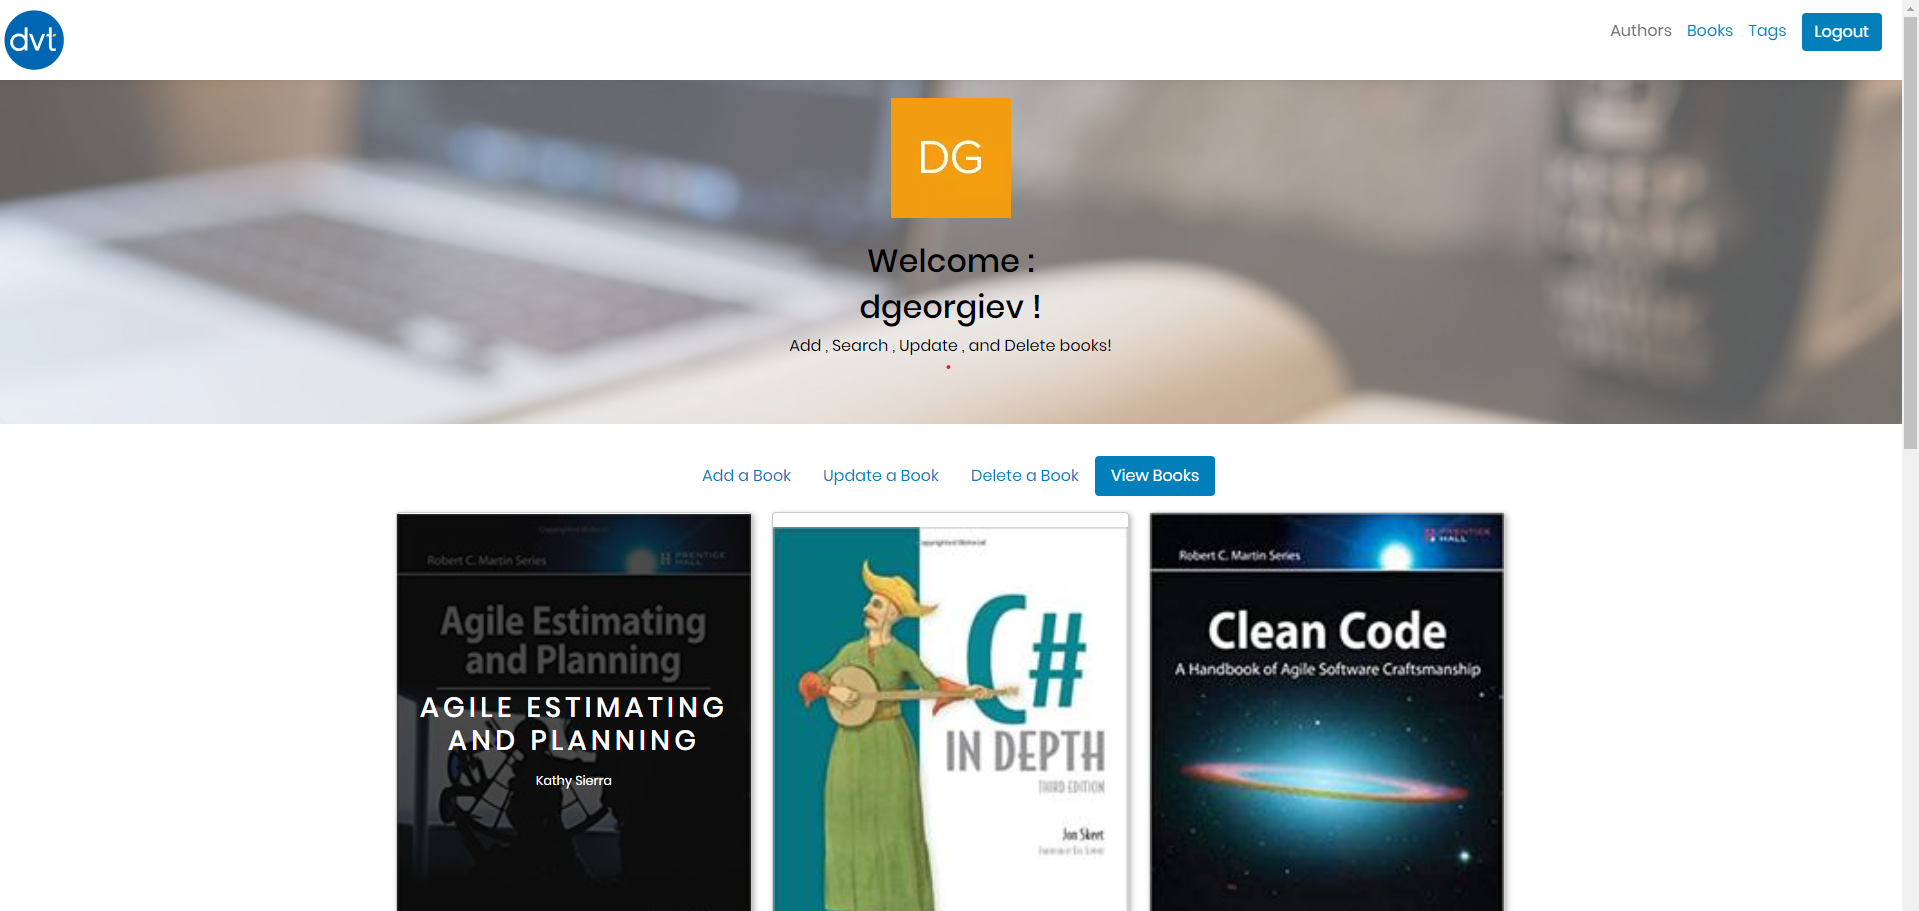 dvt
Authors Books Tags Logout
DG
Welcome :
dgeorgiev !
Add , Search , Update , and Delete books!
Add a Book Update a Book Delete a Book View Books
Copyrighted Material
Robert C. Martin Series
PRENTICE
HALL
Agile Estimating
and Planning
AGILE ESTIMATING
AND PLANNING
Kathy Sierra
Copyrighted Material
C#
IN DEPTH
THIRD EDITION
Jon Skeet
PRENTICE
HALL
Robert C. Martin Series
Clean Code
A Handbook of Agile Software Craftsmanship